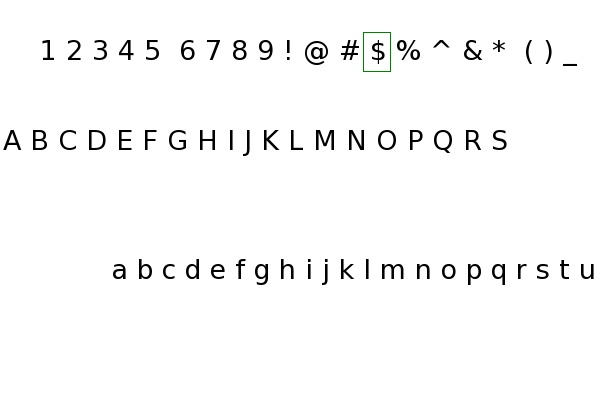 1 2 3 4 5 6 7 8 9 ! @ # $ % ^ & * ( ) _
A B C D E F G H I J K L M N O P Q R S
a b c d e f g h i j k l m n o p q r s t u